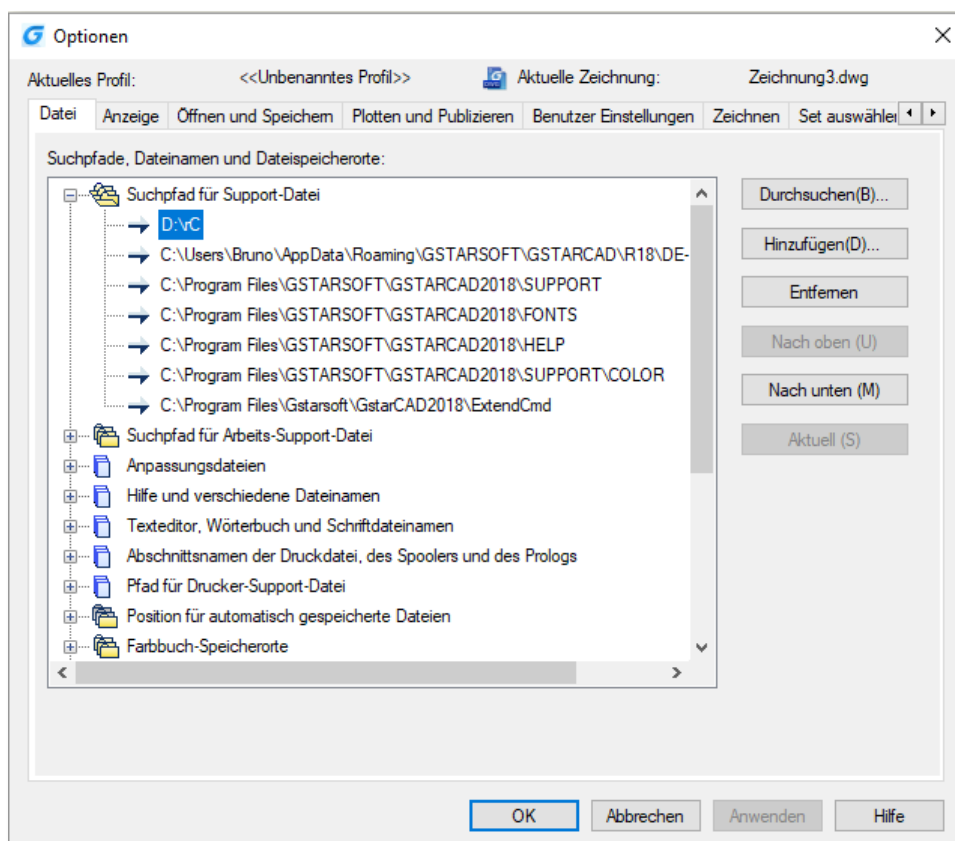 Optionen
Aktuelles Profil: <<Unbenanntes Profil>> Aktuelle Zeichnung: Zeichnung3.dwg
Datei Anzeige Öffnen und Speichern Plotten und Publizieren Benutzer Einstellungen Zeichnen Set auswählen
Suchpfade, Dateinamen und Dateispeicherorte:
Suchpfad für Support-Datei
D:\rC
C:\Users\Bruno\AppData\Roaming\GSTARSOFT\GSTARCAD\R18\DE-
C:\Program Files\GSTARSOFT\GSTARCAD2018\SUPPORT
C:\Program Files\GSTARSOFT\GSTARCAD2018\FONTS
C:\Program Files\GSTARSOFT\GSTARCAD2018\HELP
C:\Program Files\GSTARSOFT\GSTARCAD2018\SUPPORT\COLOR
C:\Program Files\Gstarsoft\GstarCAD2018\ExtendCmd
Suchpfad für Arbeits-Support-Datei
Anpassungsdateien
Hilfe und verschiedene Dateinamen
Texteditor, Wörterbuch und Schriftdateinamen
Abschnittsnamen der Druckdatei, des Spoolers und des Prologs
Pfad für Drucker-Support-Datei
Position für automatisch gespeicherte Dateien
Farbbuch-Speicherorte
Durchsuchen(B)...
Hinzufügen(D)...
Entfernen
Nach oben (U)
Nach unten (M)
Aktuell (S)
OK Abbrechen Anwenden Hilfe